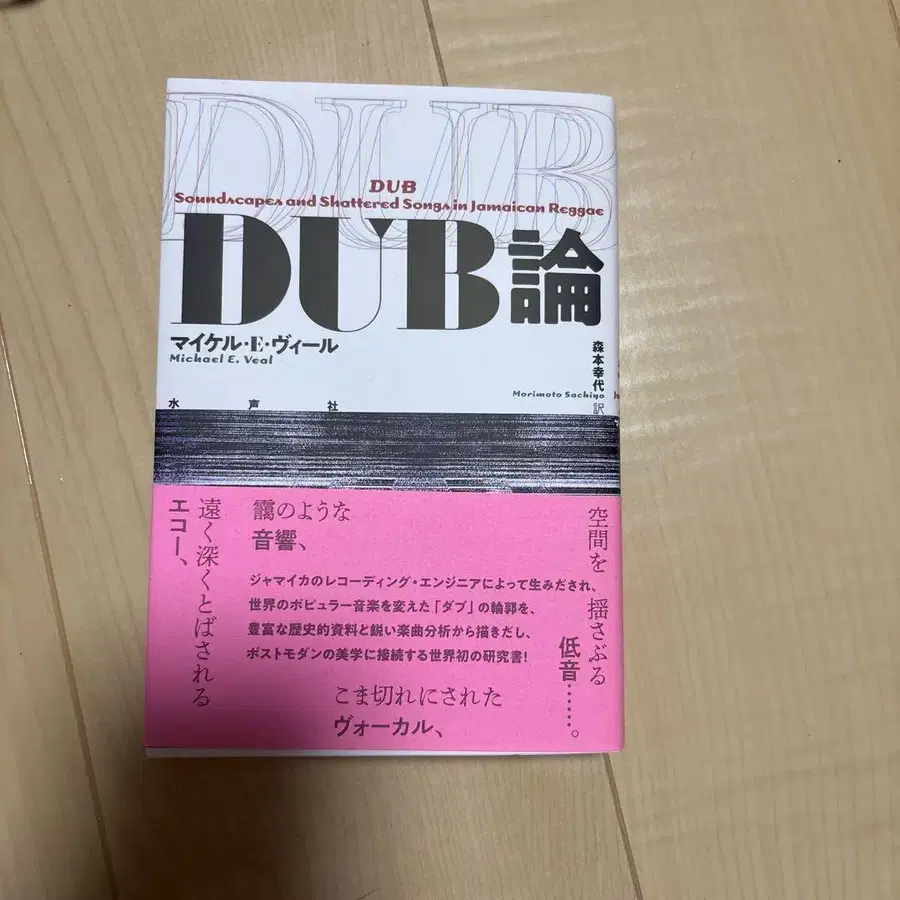 DUB
DUB
Soundscapes and Shattered Songs in Jamaican Reggae
DUB論
マイケル・E・ヴィール
Michael E. Veal
森本幸代 訳
Morimoto Sachiyo
水声社
空間を揺さぶる
低音……。
靄のような
音響、
遠く深くとばされる
エコー、
ジャマイカのレコーディング・エンジニアによって生みだされ、
世界のポピュラー音楽を変えた「ダブ」の輪郭を、
豊富な歴史的資料と鋭い楽曲分析から描きだし、
ポストモダンの美学に接続する世界初の研究書!
こま切れにされた
ヴォーカル、